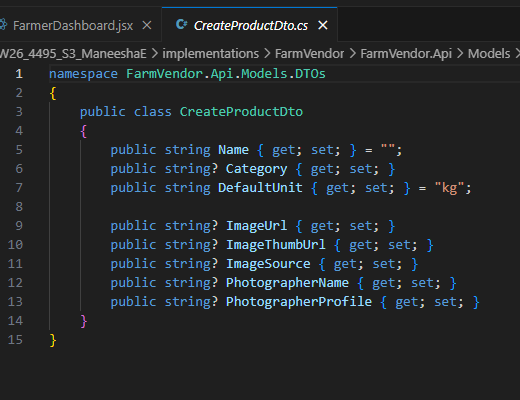 FarmerDashboard.jsx × C# CreateProductDto.cs ×
W26_4495_S3_ManeeshaE > implementations > FarmVendor > FarmVendor.Api > Models >
1 namespace FarmVendor.Api.Models.DTOs
2 {
3 public class CreateProductDto
4 {
5 public string Name { get; set; } = "";
6 public string? Category { get; set; }
7 public string DefaultUnit { get; set; } = "kg";
8
9 public string? ImageUrl { get; set; }
10 public string? ImageThumbUrl { get; set; }
11 public string? ImageSource { get; set; }
12 public string? PhotographerName { get; set; }
13 public string? PhotographerProfile { get; set; }
14 }
15 }